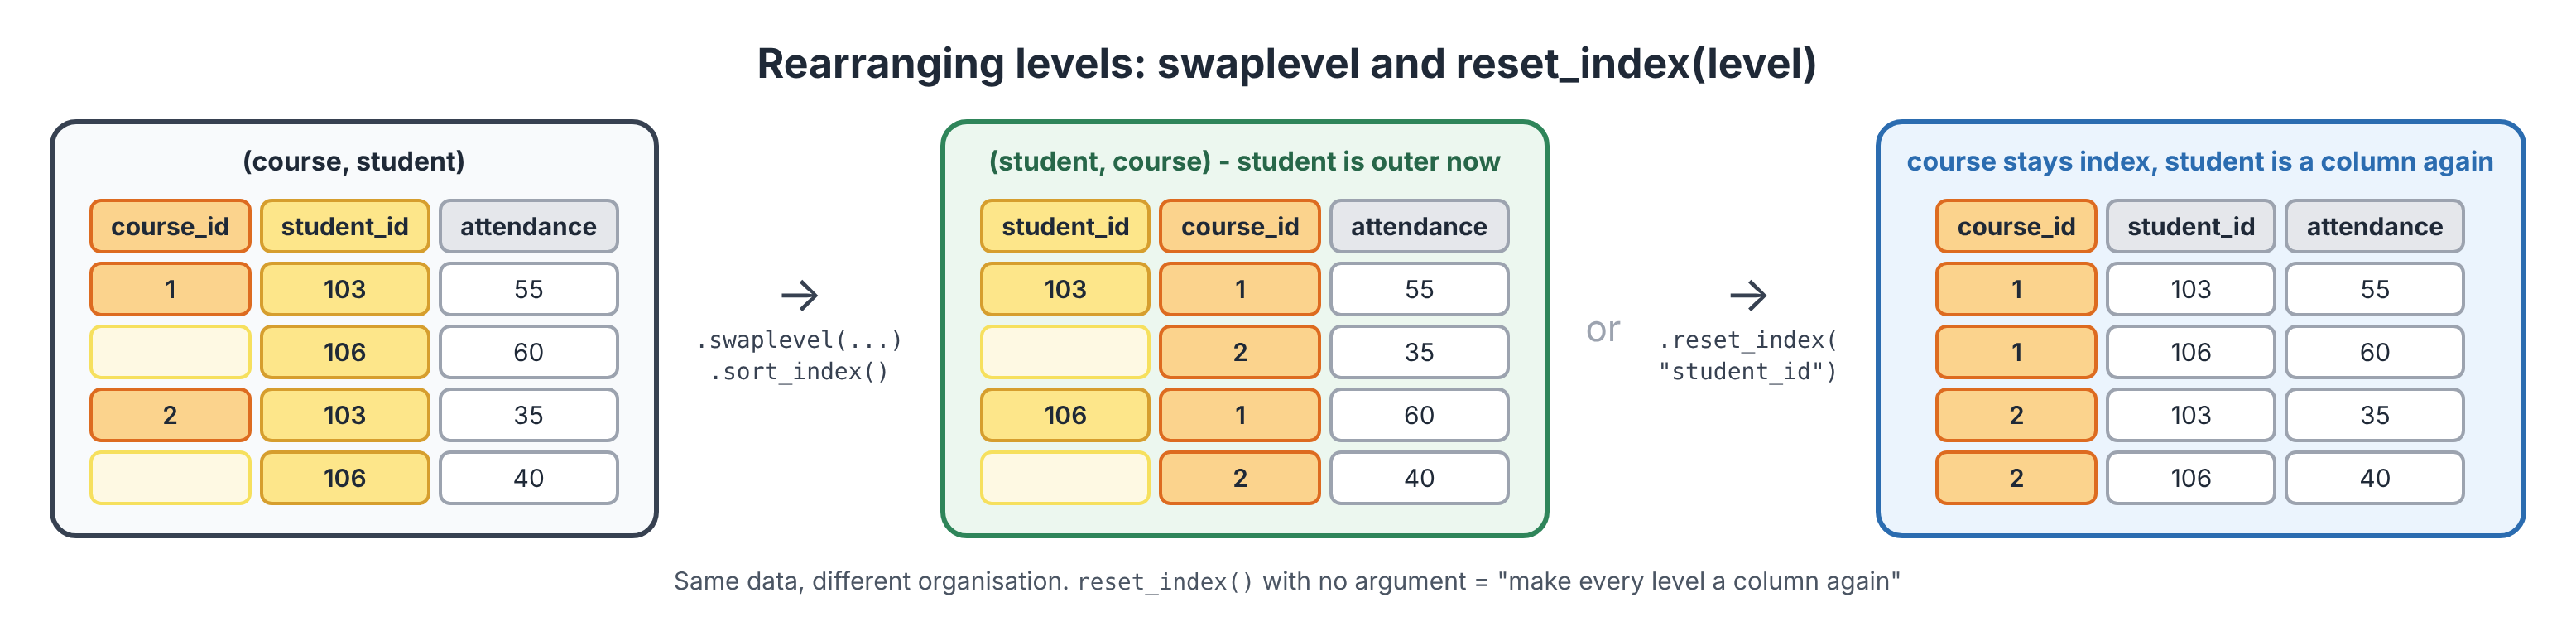 Rearranging levels: swaplevel and reset_index(level)
(course, student)
course_id student_id attendance
1 103 55
106 60
2 103 35
106 40
→
.swaplevel(...)
.sort_index()
(student, course) - student is outer now
student_id course_id attendance
103 1 55
2 35
106 1 60
2 40
or
→
.reset_index(
"student_id")
course stays index, student is a column again
course_id student_id attendance
1 103 55
1 106 60
2 103 35
2 106 40
Same data, different organisation. reset_index() with no argument = "make every level a column again"